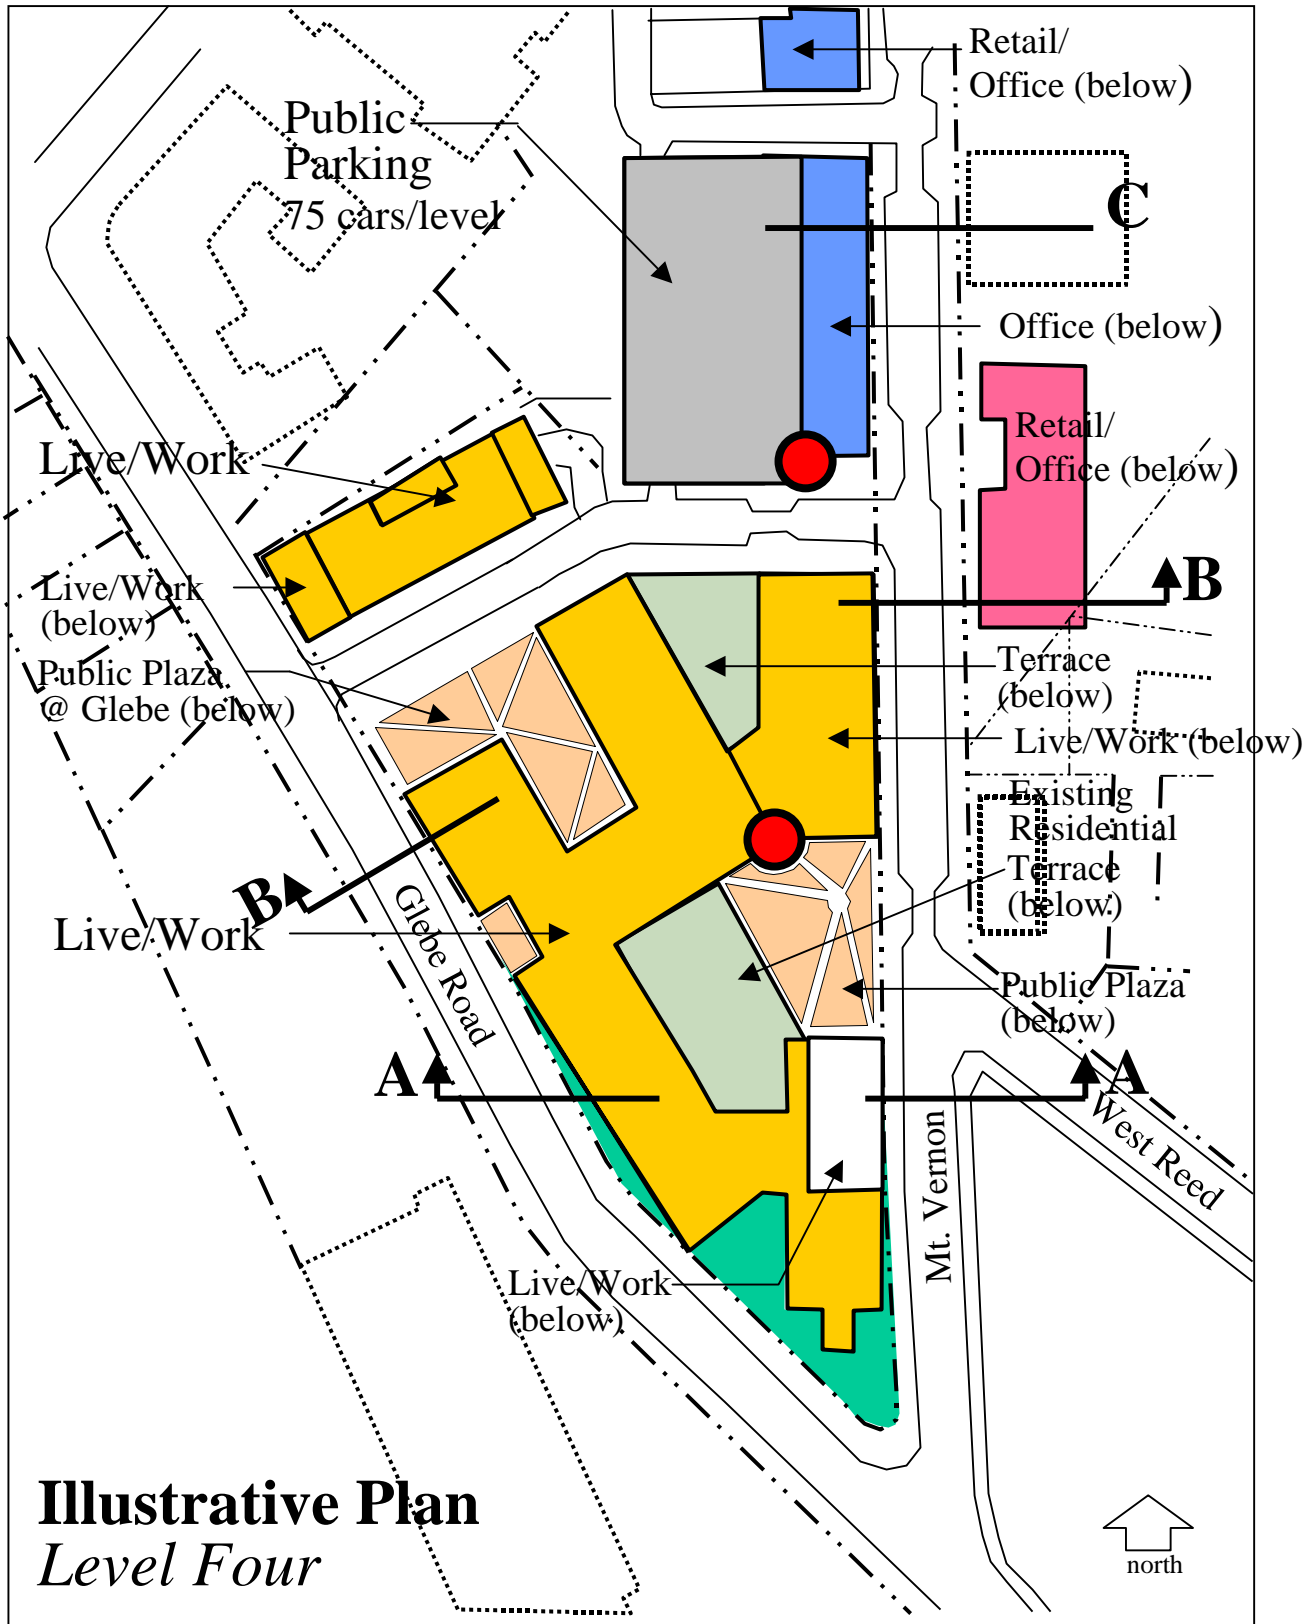 Retail/
Office (below)
Public
Parking
75 cars/level
C
Office (below)
Retail/
Office (below)
Live/Work
Live/Work
(below)
B
Public Plaza
@ Glebe (below)
Terrace
(below)
Live/Work (below)
Existing
Residential
Terrace
(below)
B
Glebe Road
Live/Work
Public Plaza
(below)
A
A
West Reed
Mt. Vernon
Live/Work
(below)
Illustrative Plan
Level Four
north